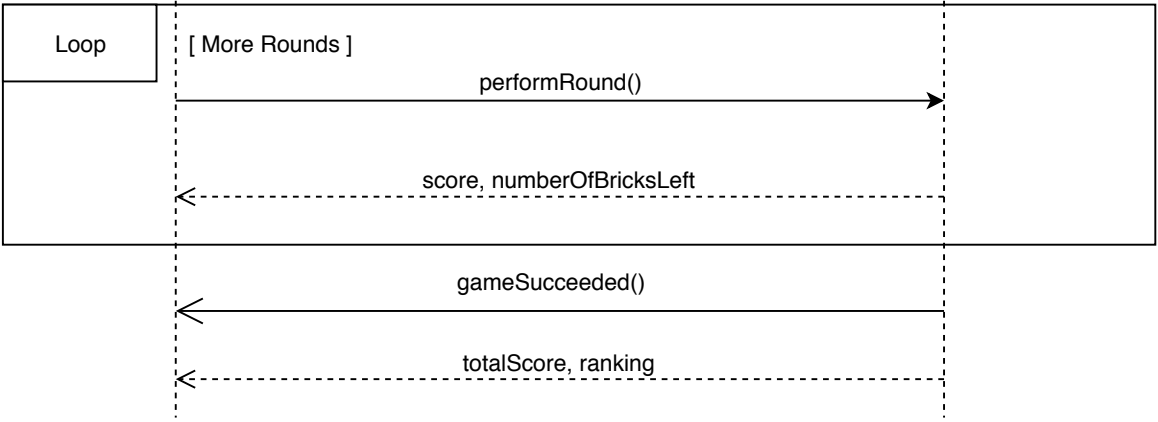 Loop
[ More Rounds ]
performRound()
score, numberOfBricksLeft
gameSucceeded()
totalScore, ranking